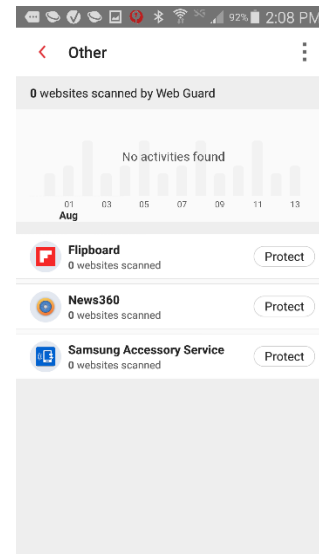 5G 92% 2:08 PM
Other
0 websites scanned by Web Guard
No activities found
01 03 05 07 09 11 13
Aug
Flipboard
0 websites scanned
Protect
News360
0 websites scanned
Protect
Samsung Accessory Service
0 websites scanned
Protect